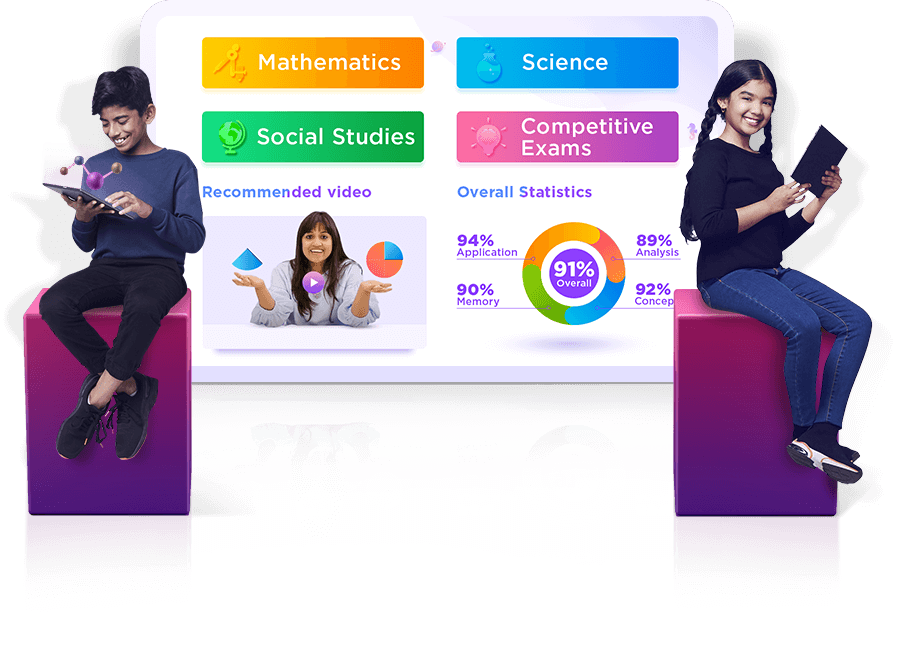 Mathematics
Science
Social Studies
Competitive
Exams
Recommended video
Overall Statistics
94%
Application
89%
Analysis
91%
Overall
90%
Memory
92%
Concep